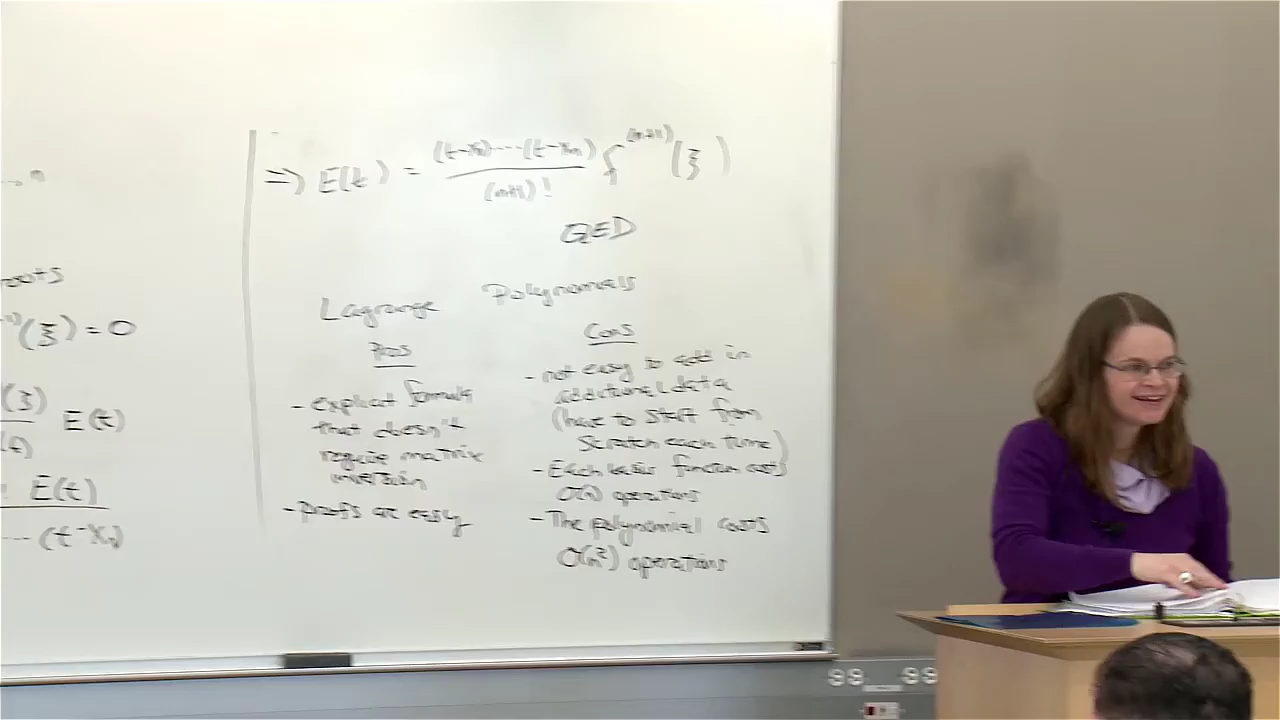 roots
(ξ) = 0
(ξ) E(t)
E(t)
... (t-xₙ)
=> E(t) = (t-x₀)...(t-xₙ) / (n+1)! f^(n+1) (ξ)
QED
Lagrange Polynomials
Pros
- explicit formula
that doesn't
require matrix
inversion
- proofs are easy
Cons
- not easy to add in
additional data
(have to start from
scratch each time)
- Each basis function costs
O(n) operations
- The polynomial costs
O(n²) operations